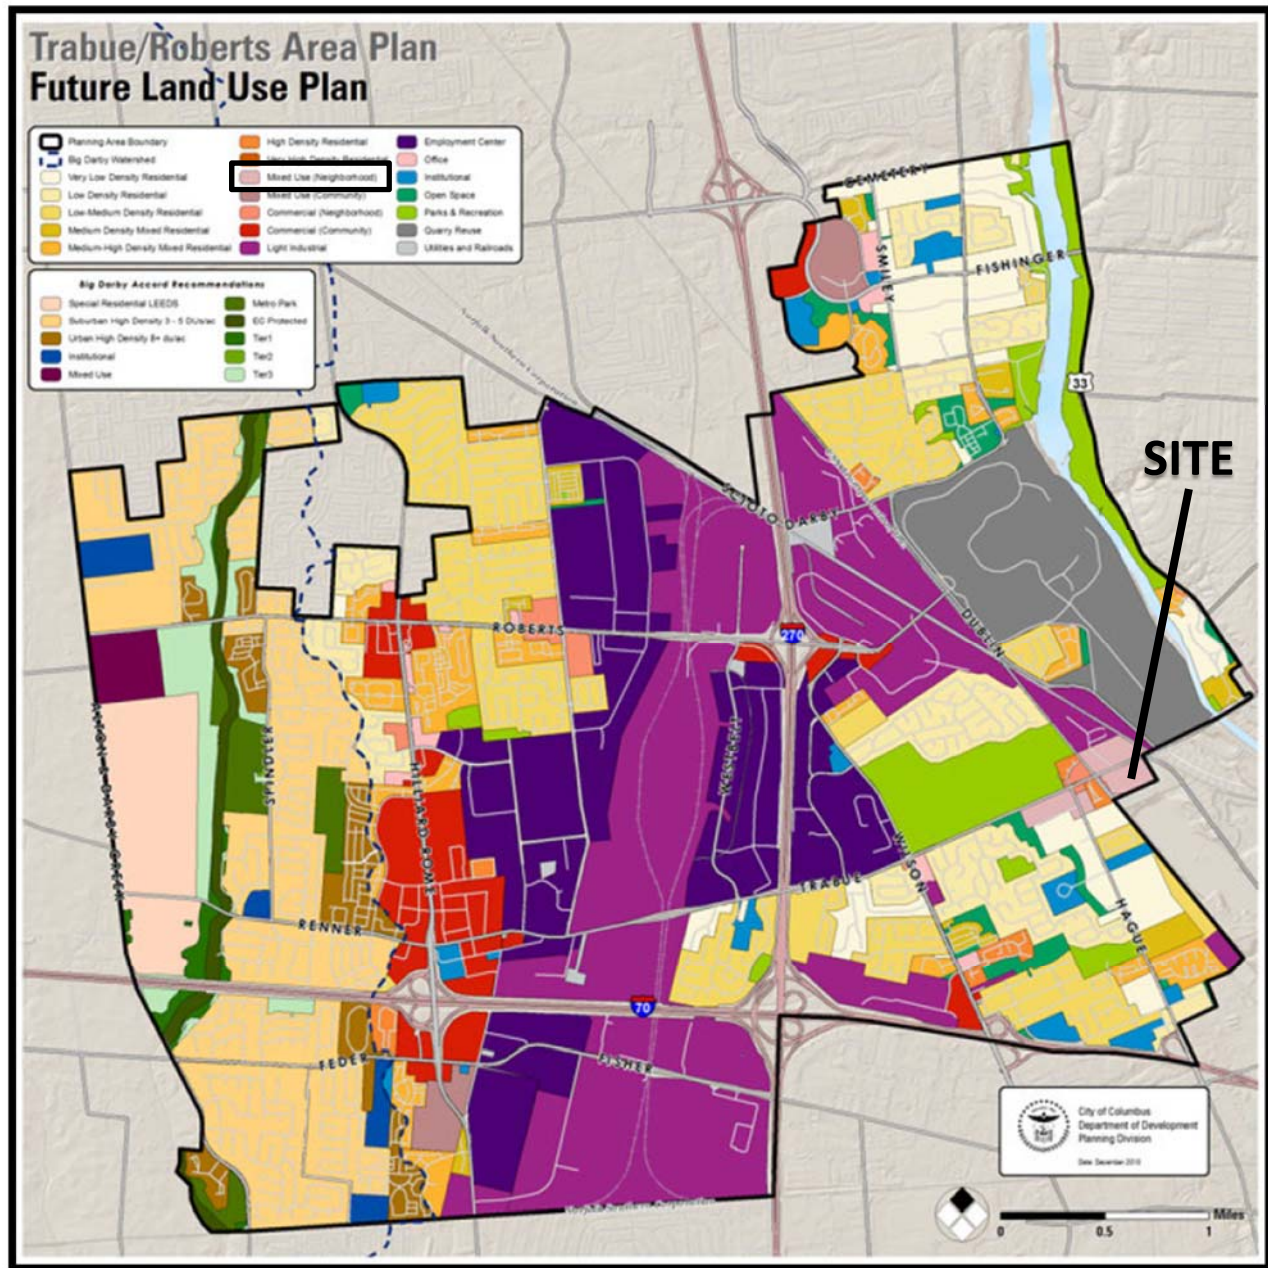 Trabue/Roberts Area Plan
Future Land Use Plan
Planning Area Boundary
Big Darby Watershed
Very Low Density Residential
Low Density Residential
Low-Medium Density Residential
Medium Density Mixed Residential
Medium-High Density Mixed Residential
High Density Residential
Very High Density Residential
Mixed Use (Neighborhood)
Mixed Use (Community)
Commercial (Neighborhood)
Commercial (Community)
Light Industrial
Employment Center
Office
Institutional
Open Space
Parks & Recreation
Quarry Reuse
Utilities and Railroads
Big Darby Accord Recommendations
Special Residential LEEDS
Suburban High Density 3 - 5 DUs/ac
Urban High Density 8+ du/ac
Institutional
Mixed Use
Metro Park
EC Protected
Tier1
Tier2
Tier3
CEMETERY
SMILEY
FISHINGER
33
SITE
SCIOTO DARBY
ROBERTS
270
DUBLIN
SPINDLER
HILLIARD ROME
WESTBELT
WILSON
TRABUE
HAGUE
RENNER
70
FEDER
FISHER
City of Columbus
Department of Development
Planning Division
Miles
0 0.5 1